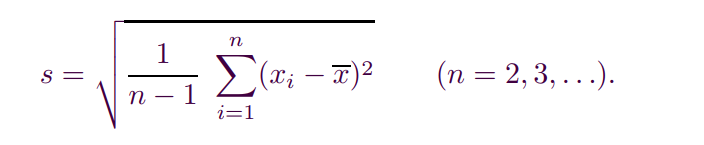 s = √( 1/(n − 1) ∑_{i=1}^{n} (x_i − x̅)² ) (n = 2, 3, . . .).